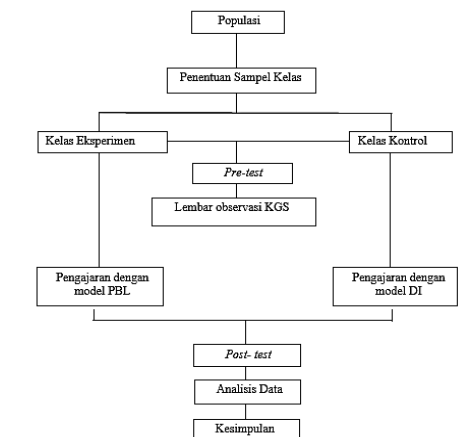 Populasi
Penentuan Sampel Kelas
Kelas Eksperimen
Kelas Kontrol
Pre-test
Lembar observasi KGS
Pengajaran dengan
model PBL
Pengajaran dengan
model DI
Post- test
Analisis Data
Kesimpulan